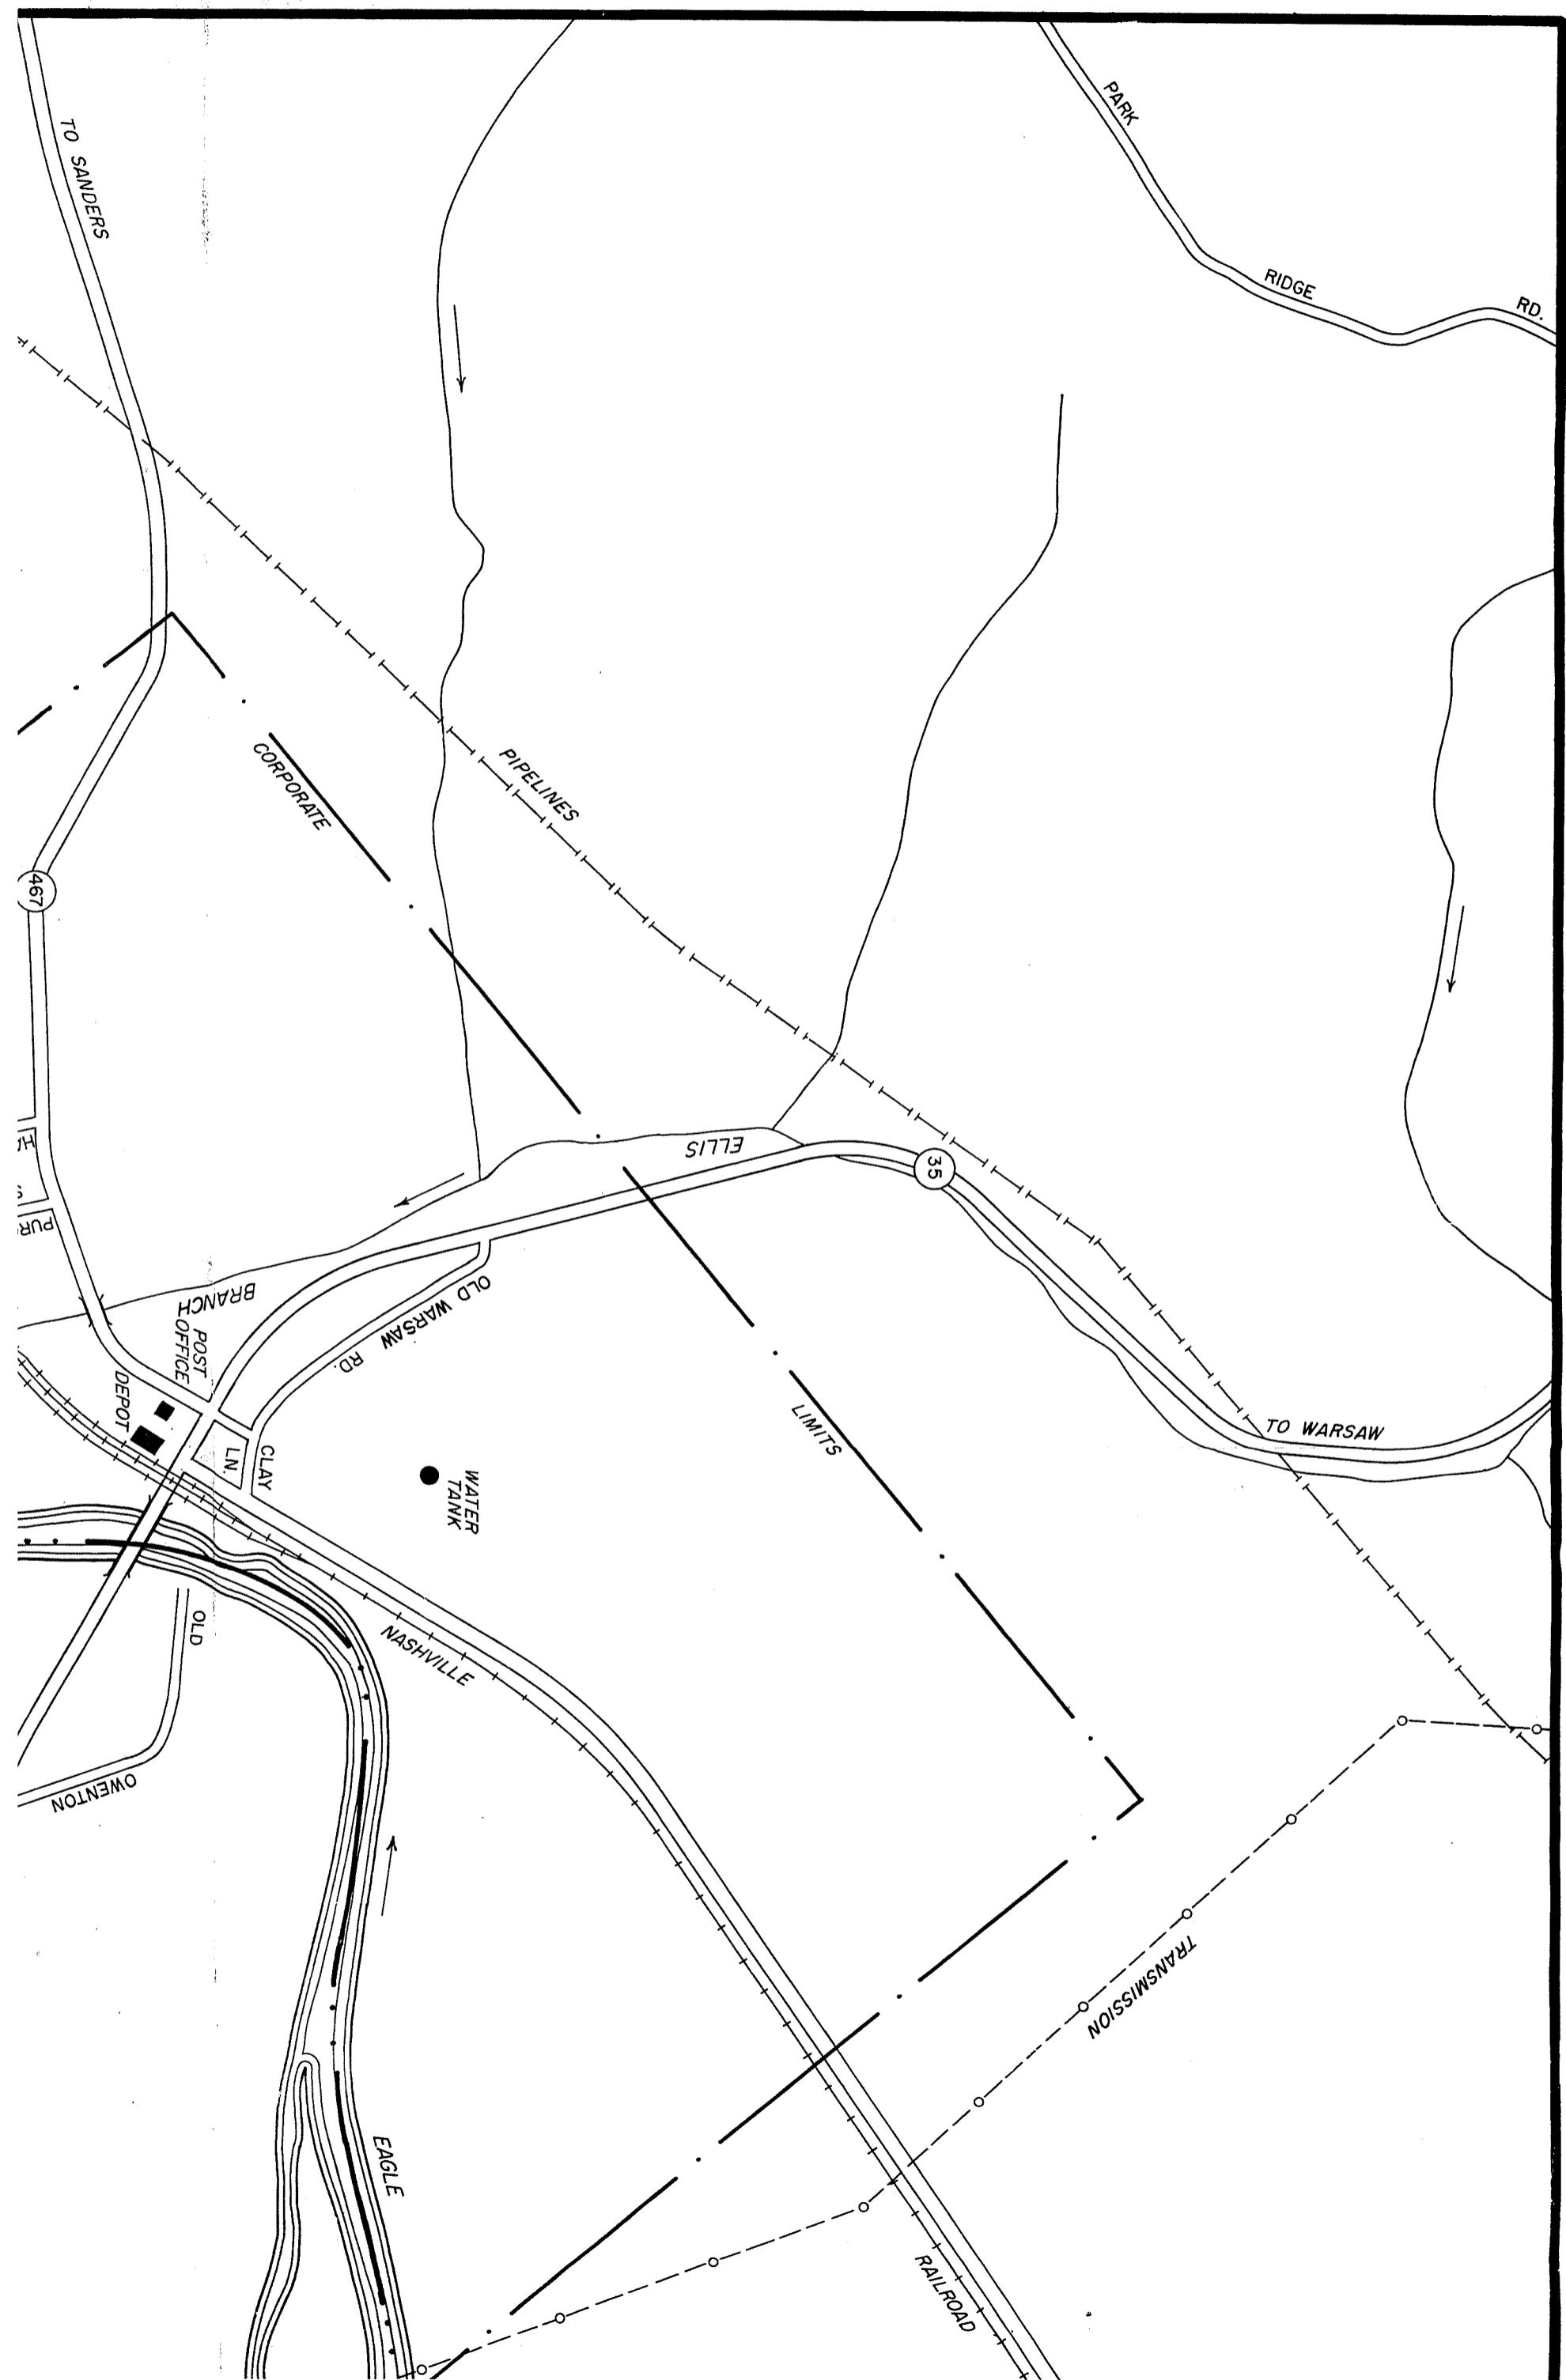 PARK
RIDGE
RD.
TO SANDERS
PIPELINES
CORPORATE
467
ELLIS
35
BRANCH
OLD WARSAW
RD.
POST
OFFICE
DEPOT
CLAY
LN.
WATER
TANK
LIMITS
TO WARSAW
NASHVILLE
OLD
OWENTON
TRANSMISSION
EAGLE
RAILROAD